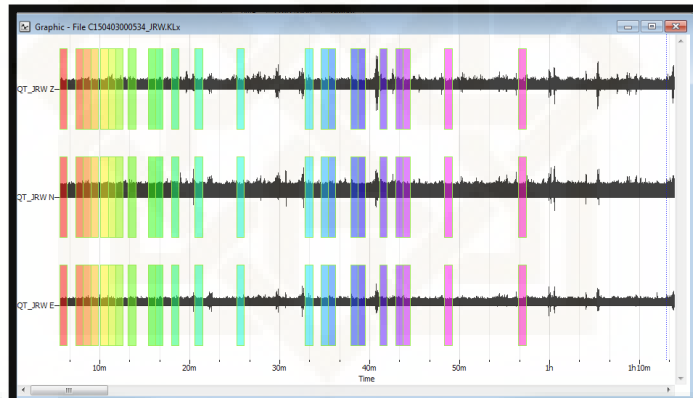 Graphic - File C150403000534_JRW.KLx
QT_JRW Z
QT_JRW N
QT_JRW E
10m 20m 30m 40m 50m 1h 1h10m
Time